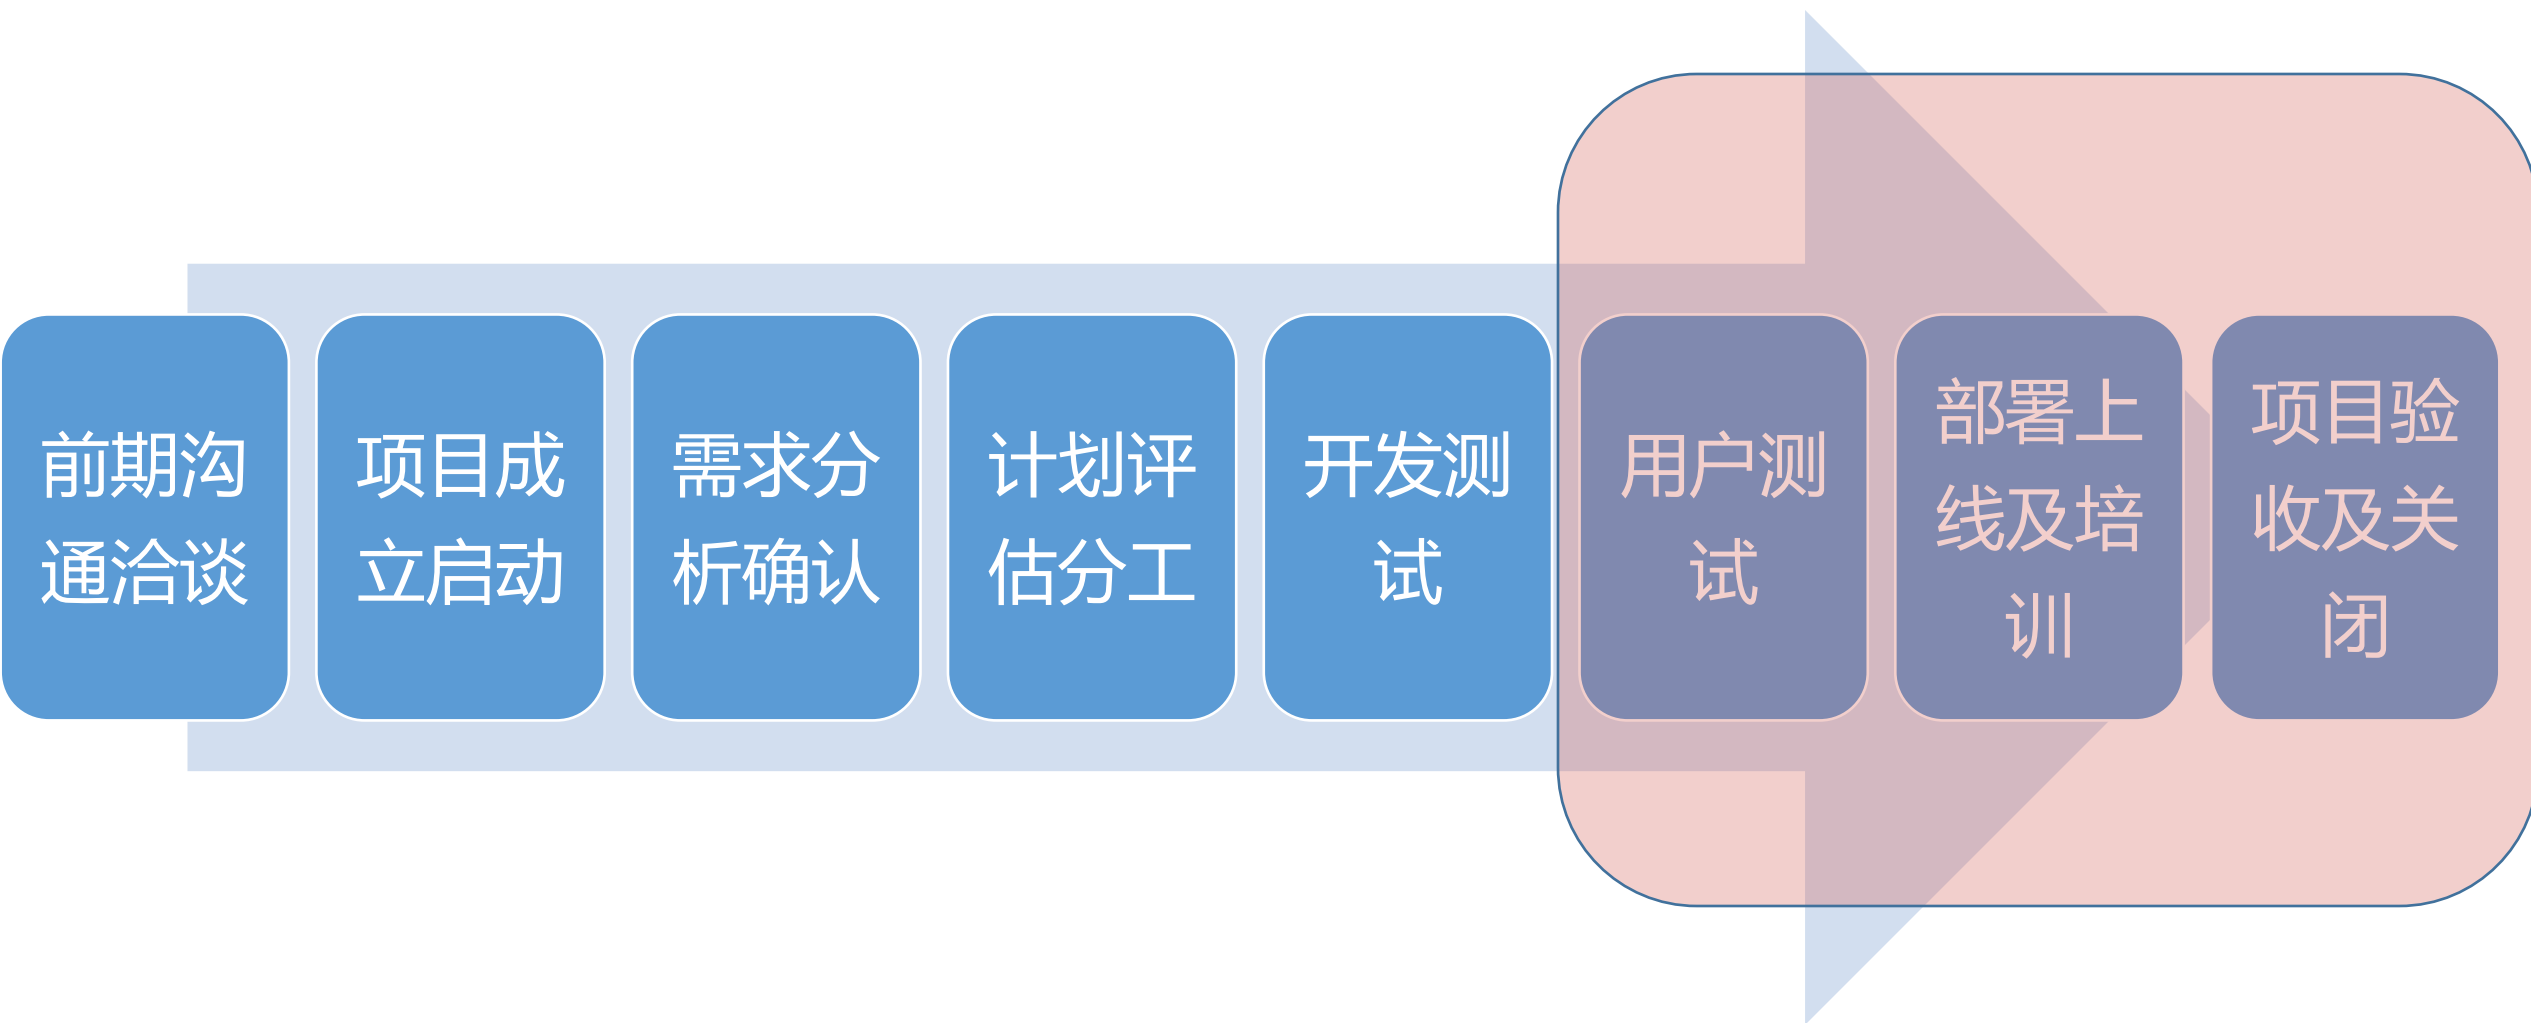 前期沟
通洽谈
项目成
立启动
需求分
析确认
计划评
估分工
开发测
试
用户测
试
部署上
线及培
训
项目验
收及关
闭